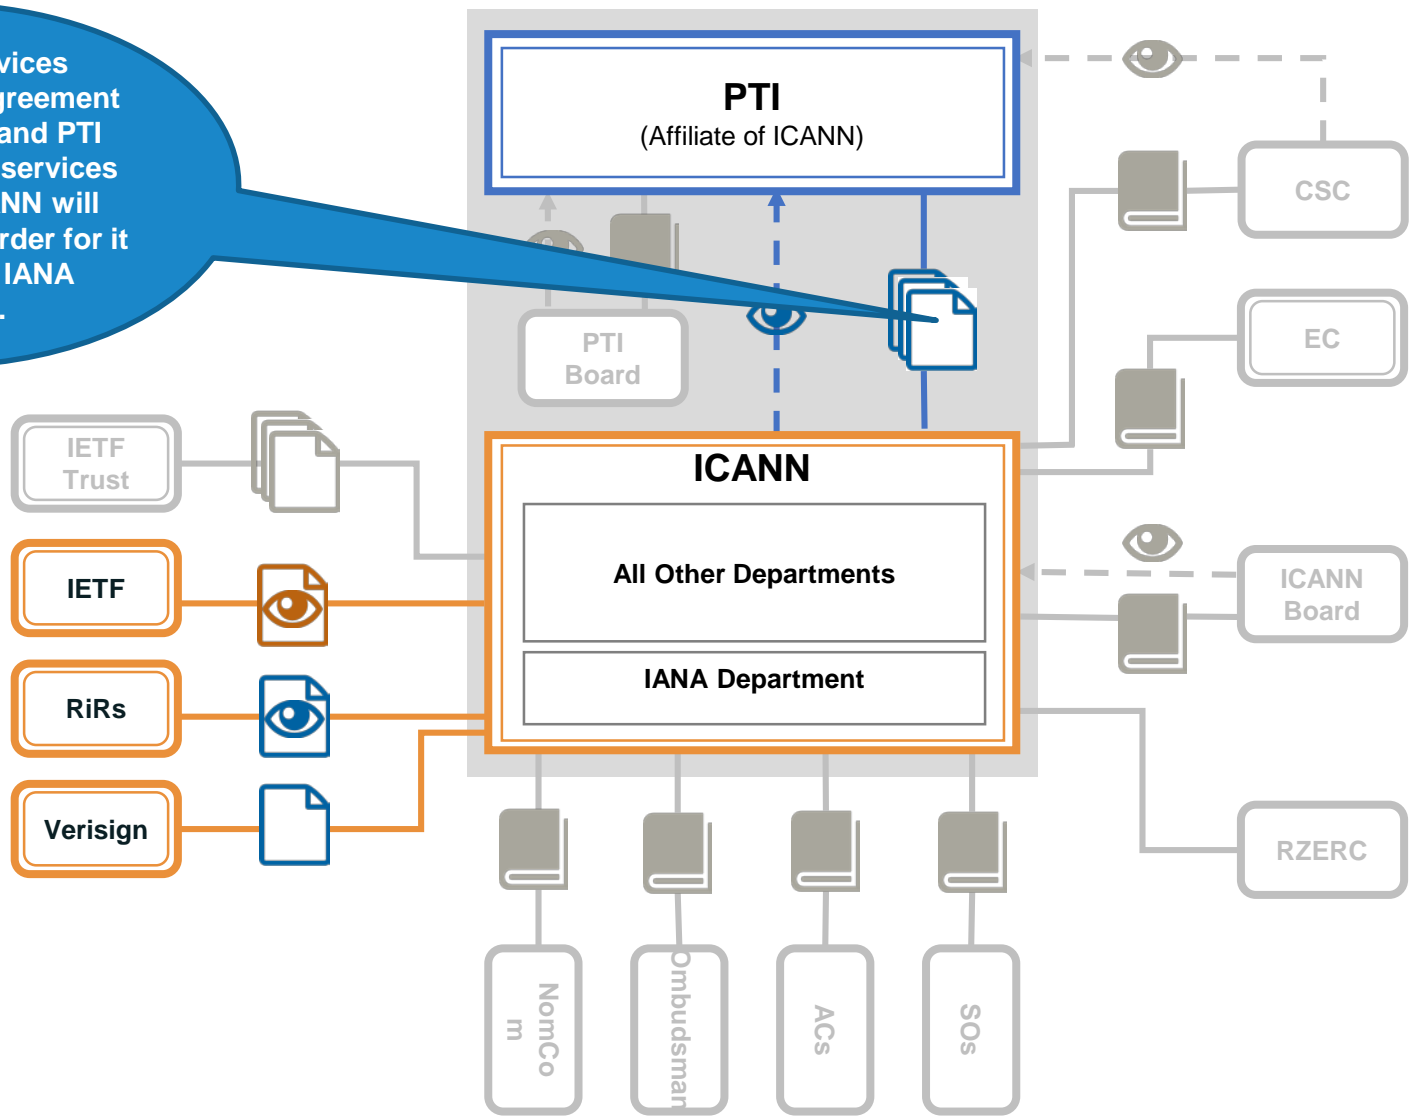 vices
greement
and PTI
services
NN will
rder for it
IANA
.
PTI
(Affiliate of ICANN)
CSC
EC
PTI
Board
IETF
Trust
ICANN
All Other Departments
IANA Department
IETF
RiRs
Verisign
ICANN
Board
RZERC
NomCo
m
Ombudsman
ACs
SOs